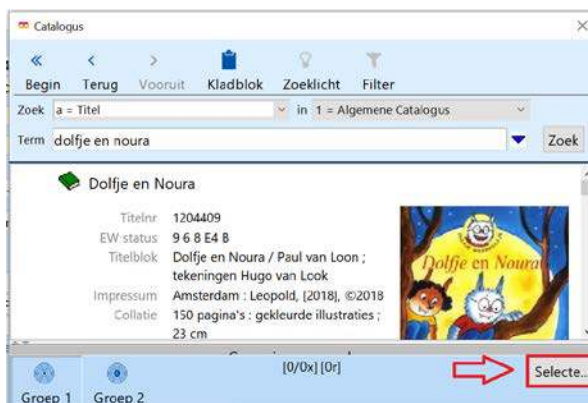 Catalogus
Begin Terug Vooruit Kladblok Zoeklicht Filter
Zoek a = Titel in 1 = Algemene Catalogus
Term dolfje en noura Zoek
Dolfje en Noura
Titelnr 1204409
EW status 9 6 8 E4 B
Titelblok Dolfje en Noura / Paul van Loon ;
tekeningen Hugo van Look
Impressum Amsterdam : Leopold, [2018], ©2018
Collatie 150 pagina's : gekleurde illustraties ;
23 cm
Dolfje en Noura
[0/0x] [0r]
Selecte...
Groep 1 Groep 2